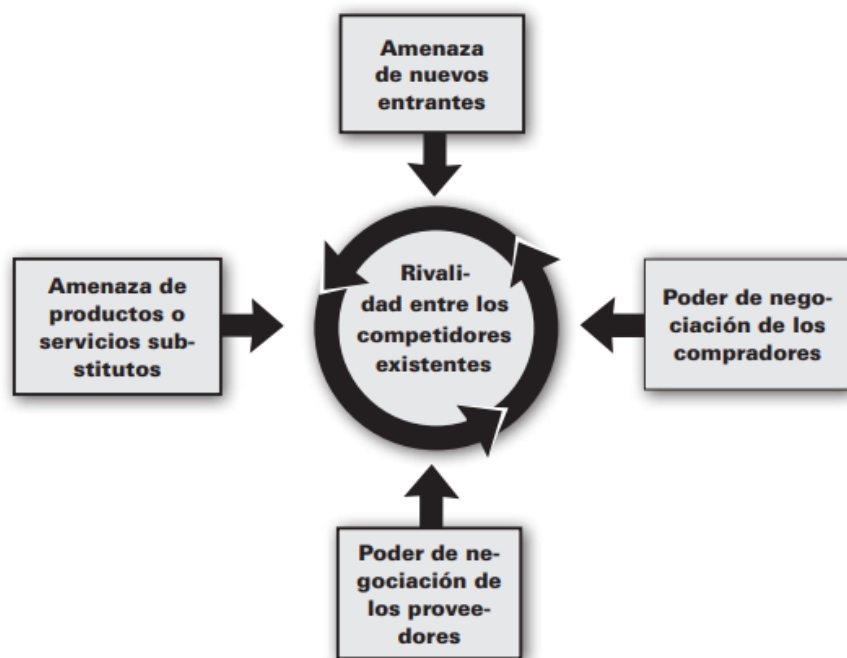 Amenaza
de nuevos
entrantes
Amenaza de
productos o
servicios sub-
stitutos
Rivali-
dad entre los
competidores
existentes
Poder de nego-
ciación de los
compradores
Poder de ne-
gociación de
los provee-
dores